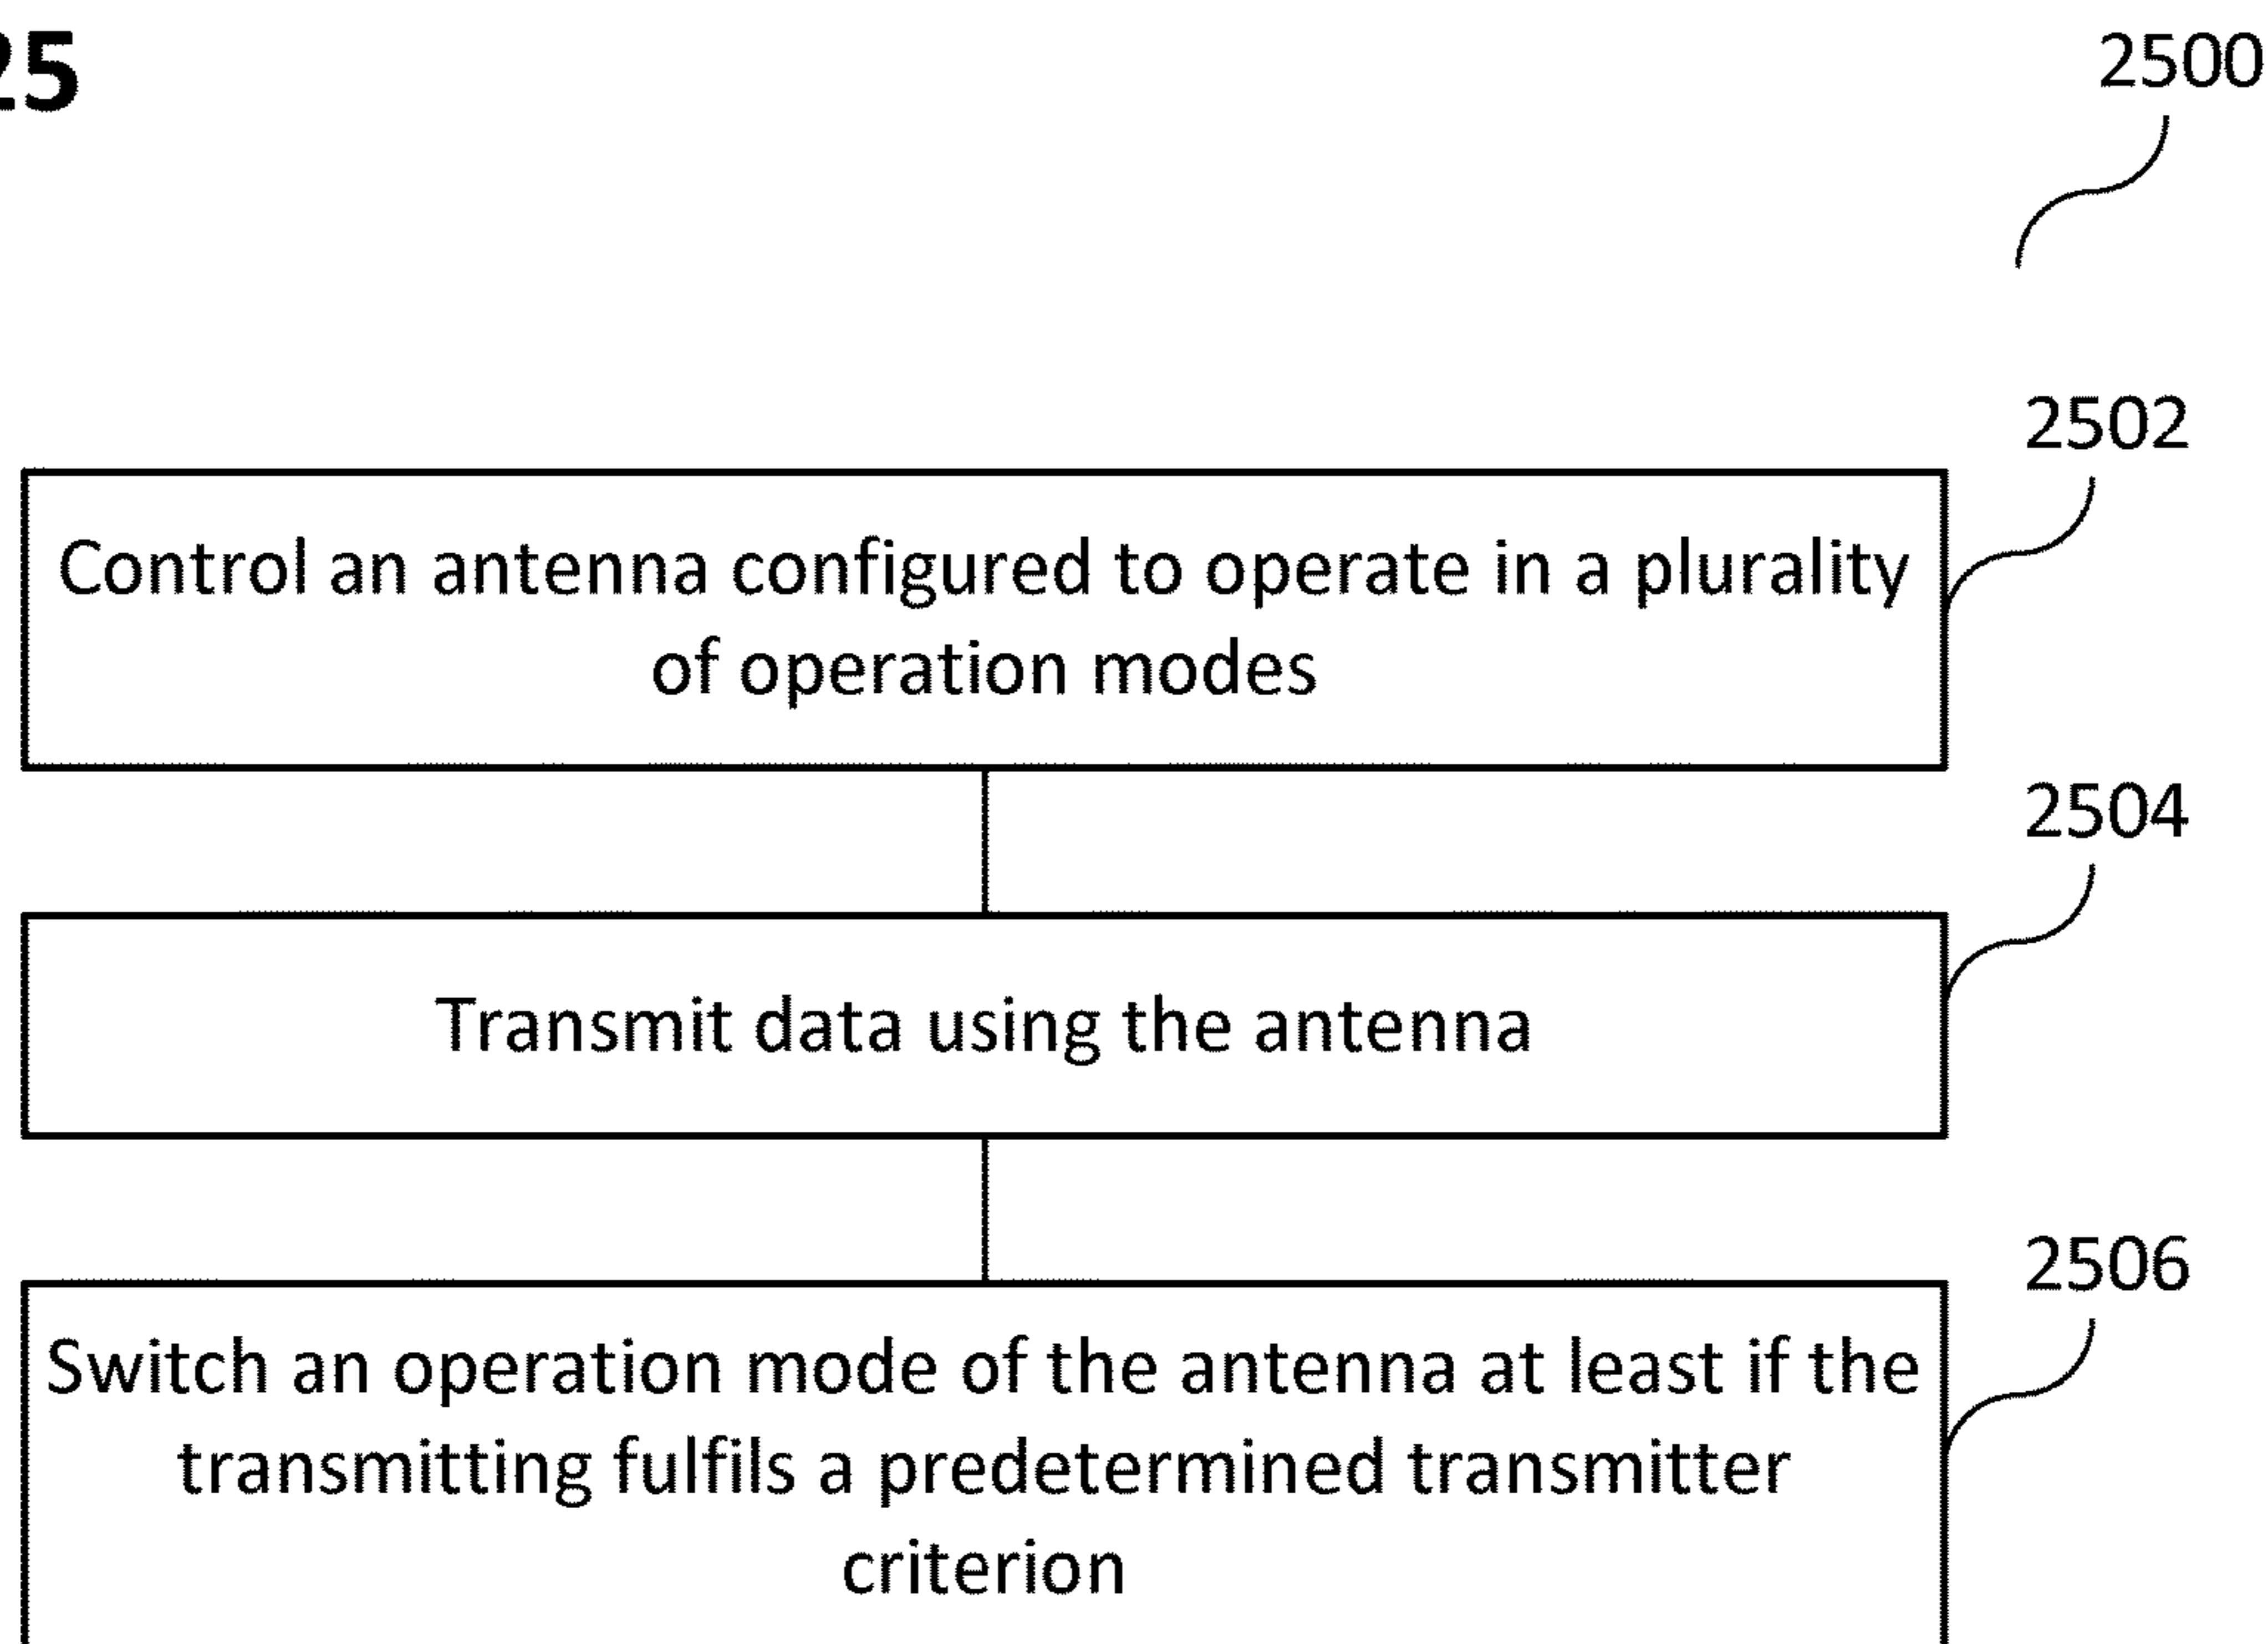 25
2500
2502
Control an antenna configured to operate in a plurality
of operation modes
2504
Transmit data using the antenna
2506
Switch an operation mode of the antenna at least if the
transmitting fulfils a predetermined transmitter
criterion